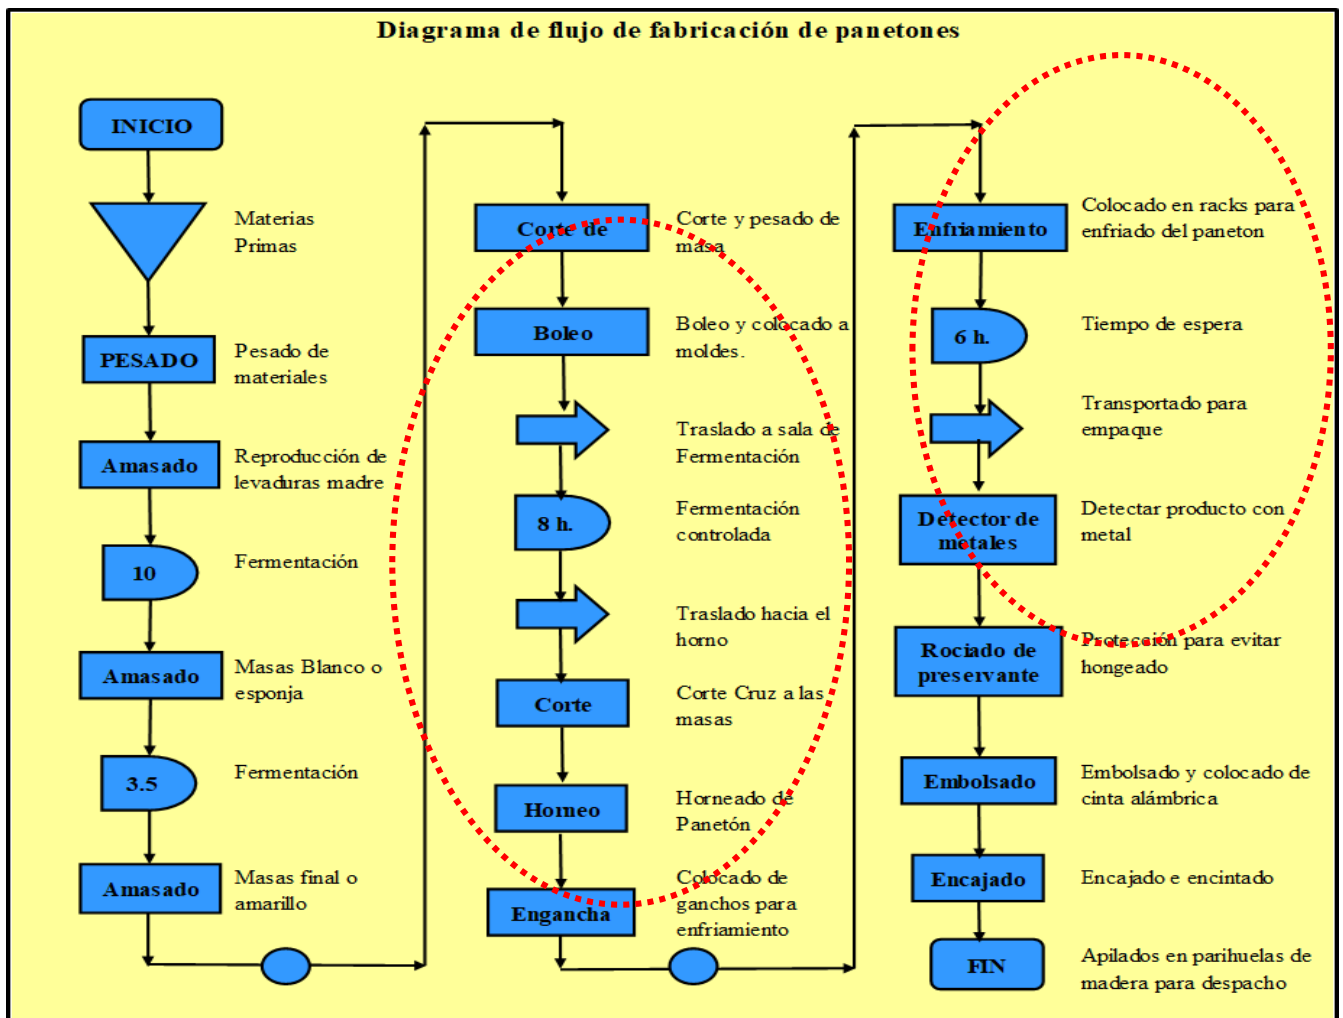 Diagrama de flujo de fabricación de panetones
INICIO
Materias
Primas
PESADO
Pesado de
materiales
Amasado
Reproducción de
levaduras madre
10
Fermentación
Amasado
Masas Blanco o
esponja
3.5
Fermentación
Amasado
Masas final o
amarillo
Corte de
Corte y pesado de
masa
Boleo
Boleo y colocado a
moldes.
Traslado a sala de
Fermentación
8 h.
Fermentación
controlada
Traslado hacia el
horno
Corte
Corte Cruz a las
masas
Horneo
Horneado de
Panetón
Engancha
Colocado de
ganchos para
enfriamiento
Enfriamiento
Colocado en racks para
enfriado del paneton
6 h.
Tiempo de espera
Transportado para
empaque
Detector de
metales
Detectar producto con
metal
Rociado de
preservante
Protección para evitar
hongeado
Embolsado
Embolsado y colocado de
cinta alámbrica
Encajado
Encajado e encintado
FIN
Apilados en parihuelas de
madera para despacho